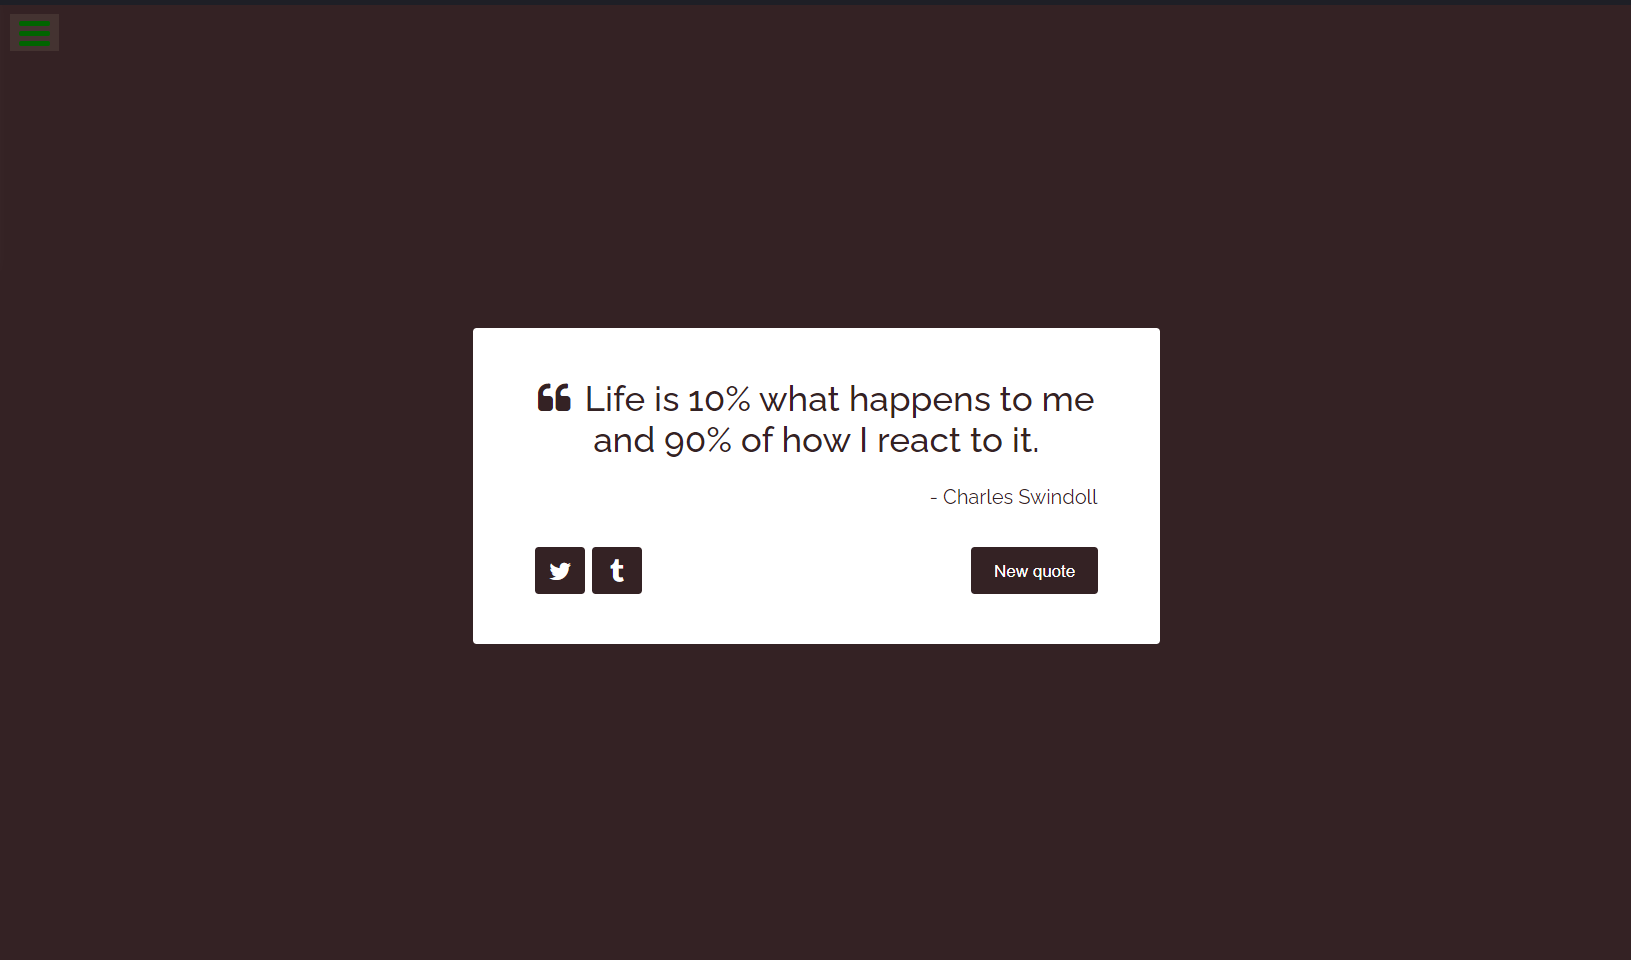 Life is 10% what happens to me
and 90% of how I react to it.
- Charles Swindoll
New quote